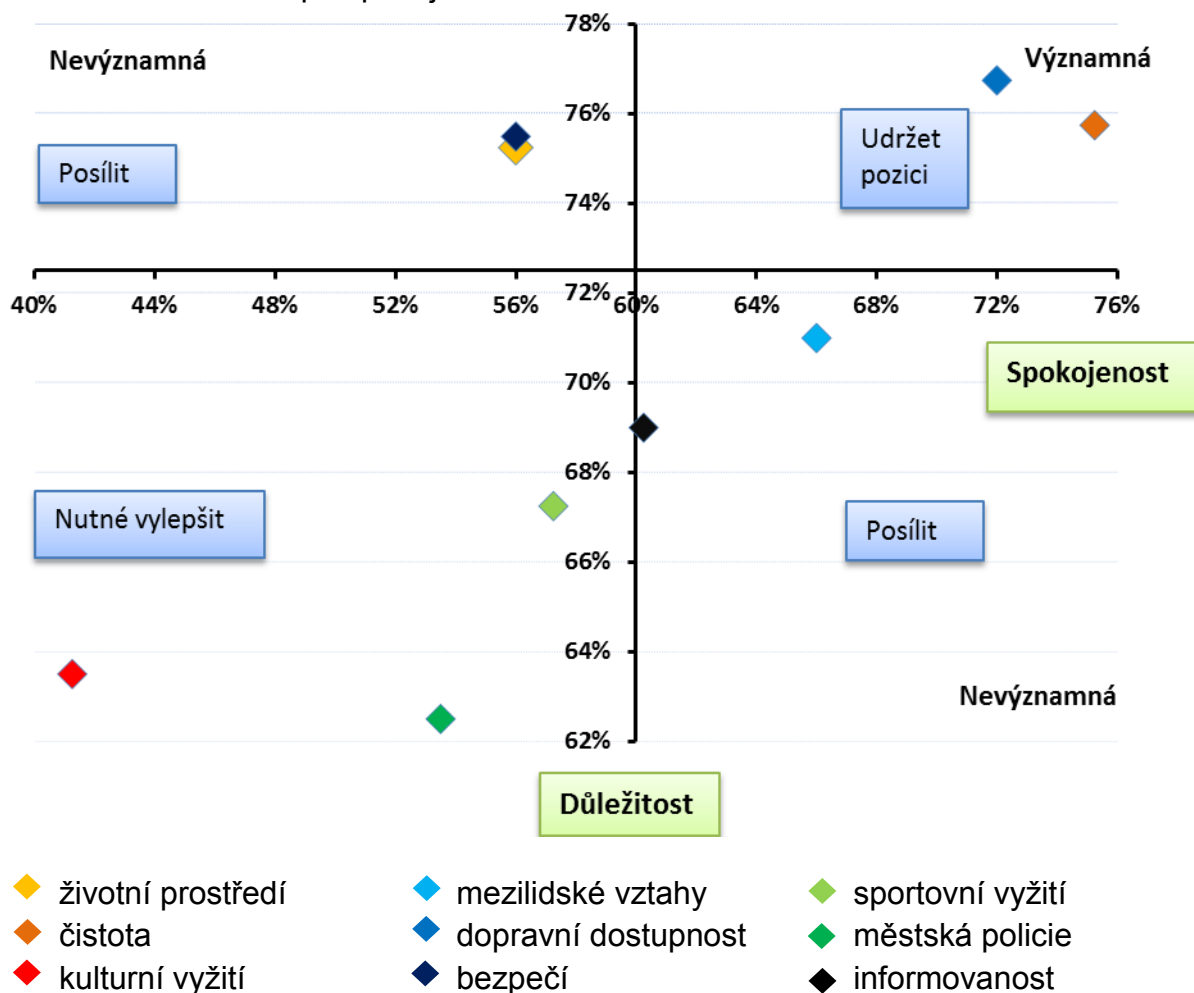 78%
Nevýznamná
Významná
76%
Udržet
pozici
Posílit
74%
72%
40% 44% 48% 52% 56% 60% 64% 68% 72% 76%
Spokojenost
70%
68%
Nutné vylepšit
Posílit
66%
64%
Nevýznamná
62%
Důležitost
životní prostředí
mezilidské vztahy
sportovní vyžití
čistota
dopravní dostupnost
městská policie
kulturní vyžití
bezpečí
informovanost